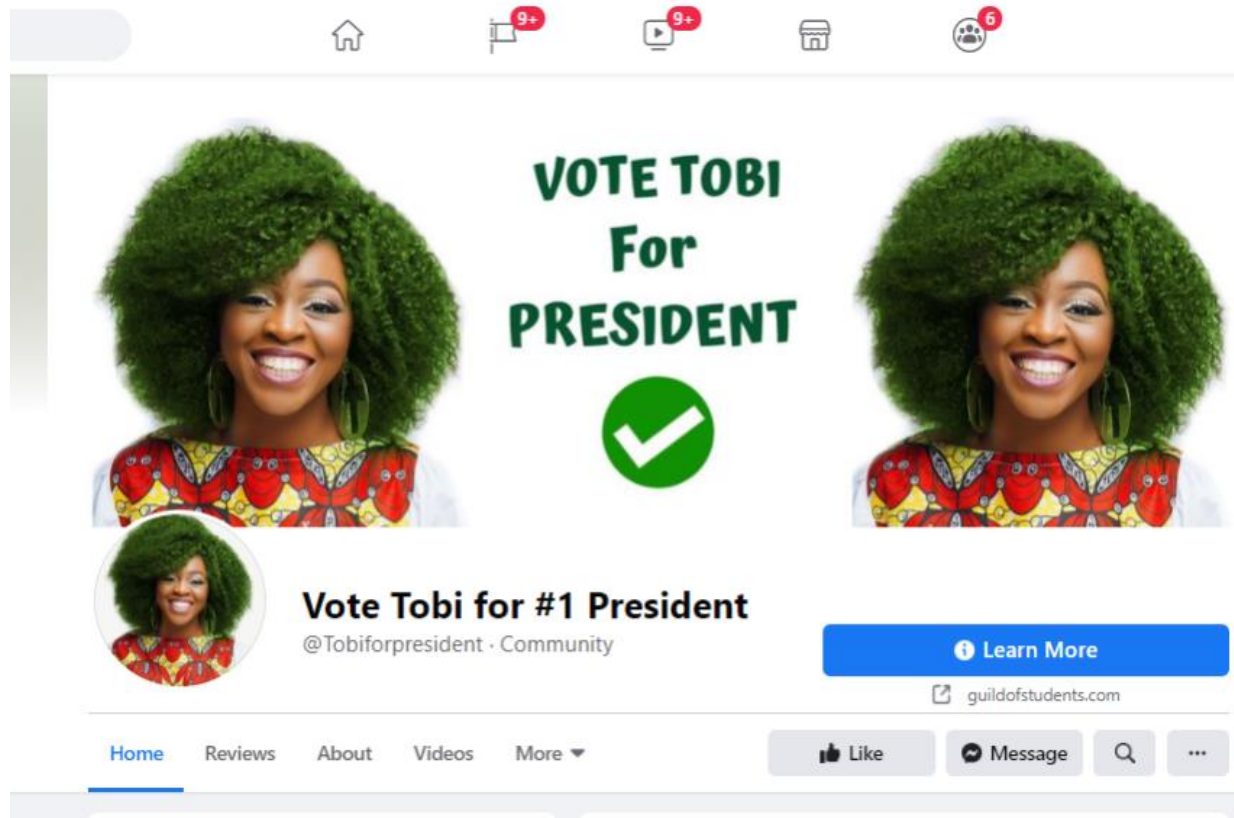 9+
9+
6
VOTE TOBI
For
PRESIDENT
Vote Tobi for #1 President
@Tobiforpresident · Community
Learn More
guildofstudents.com
Home Reviews About Videos More
Like Message